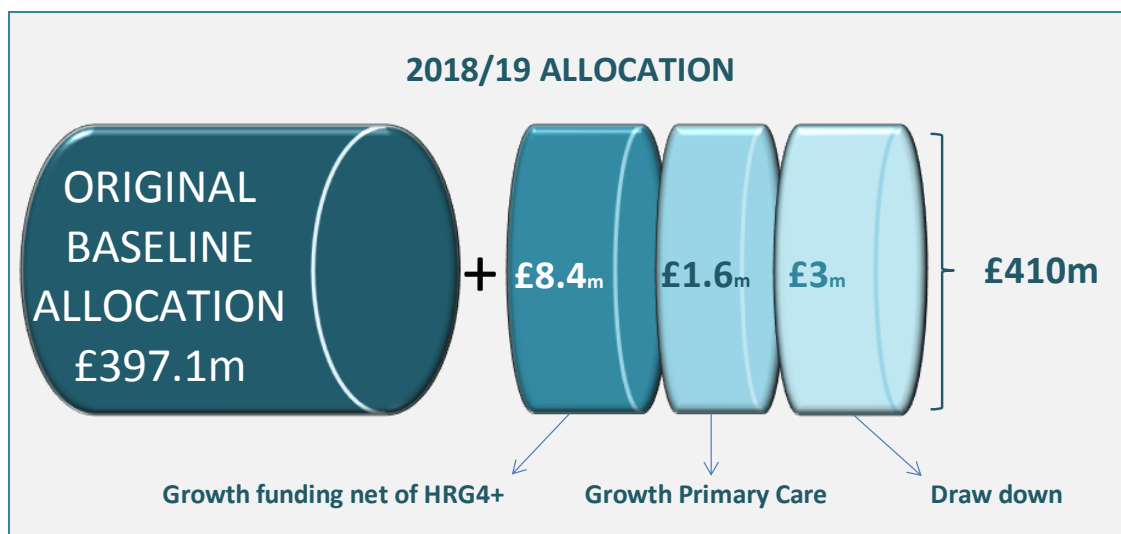 2018/19 ALLOCATION
ORIGINAL
BASELINE
ALLOCATION
£397.1m
+
£8.4m
£1.6m
£3m
£410m
Growth funding net of HRG4+
Growth Primary Care
Draw down